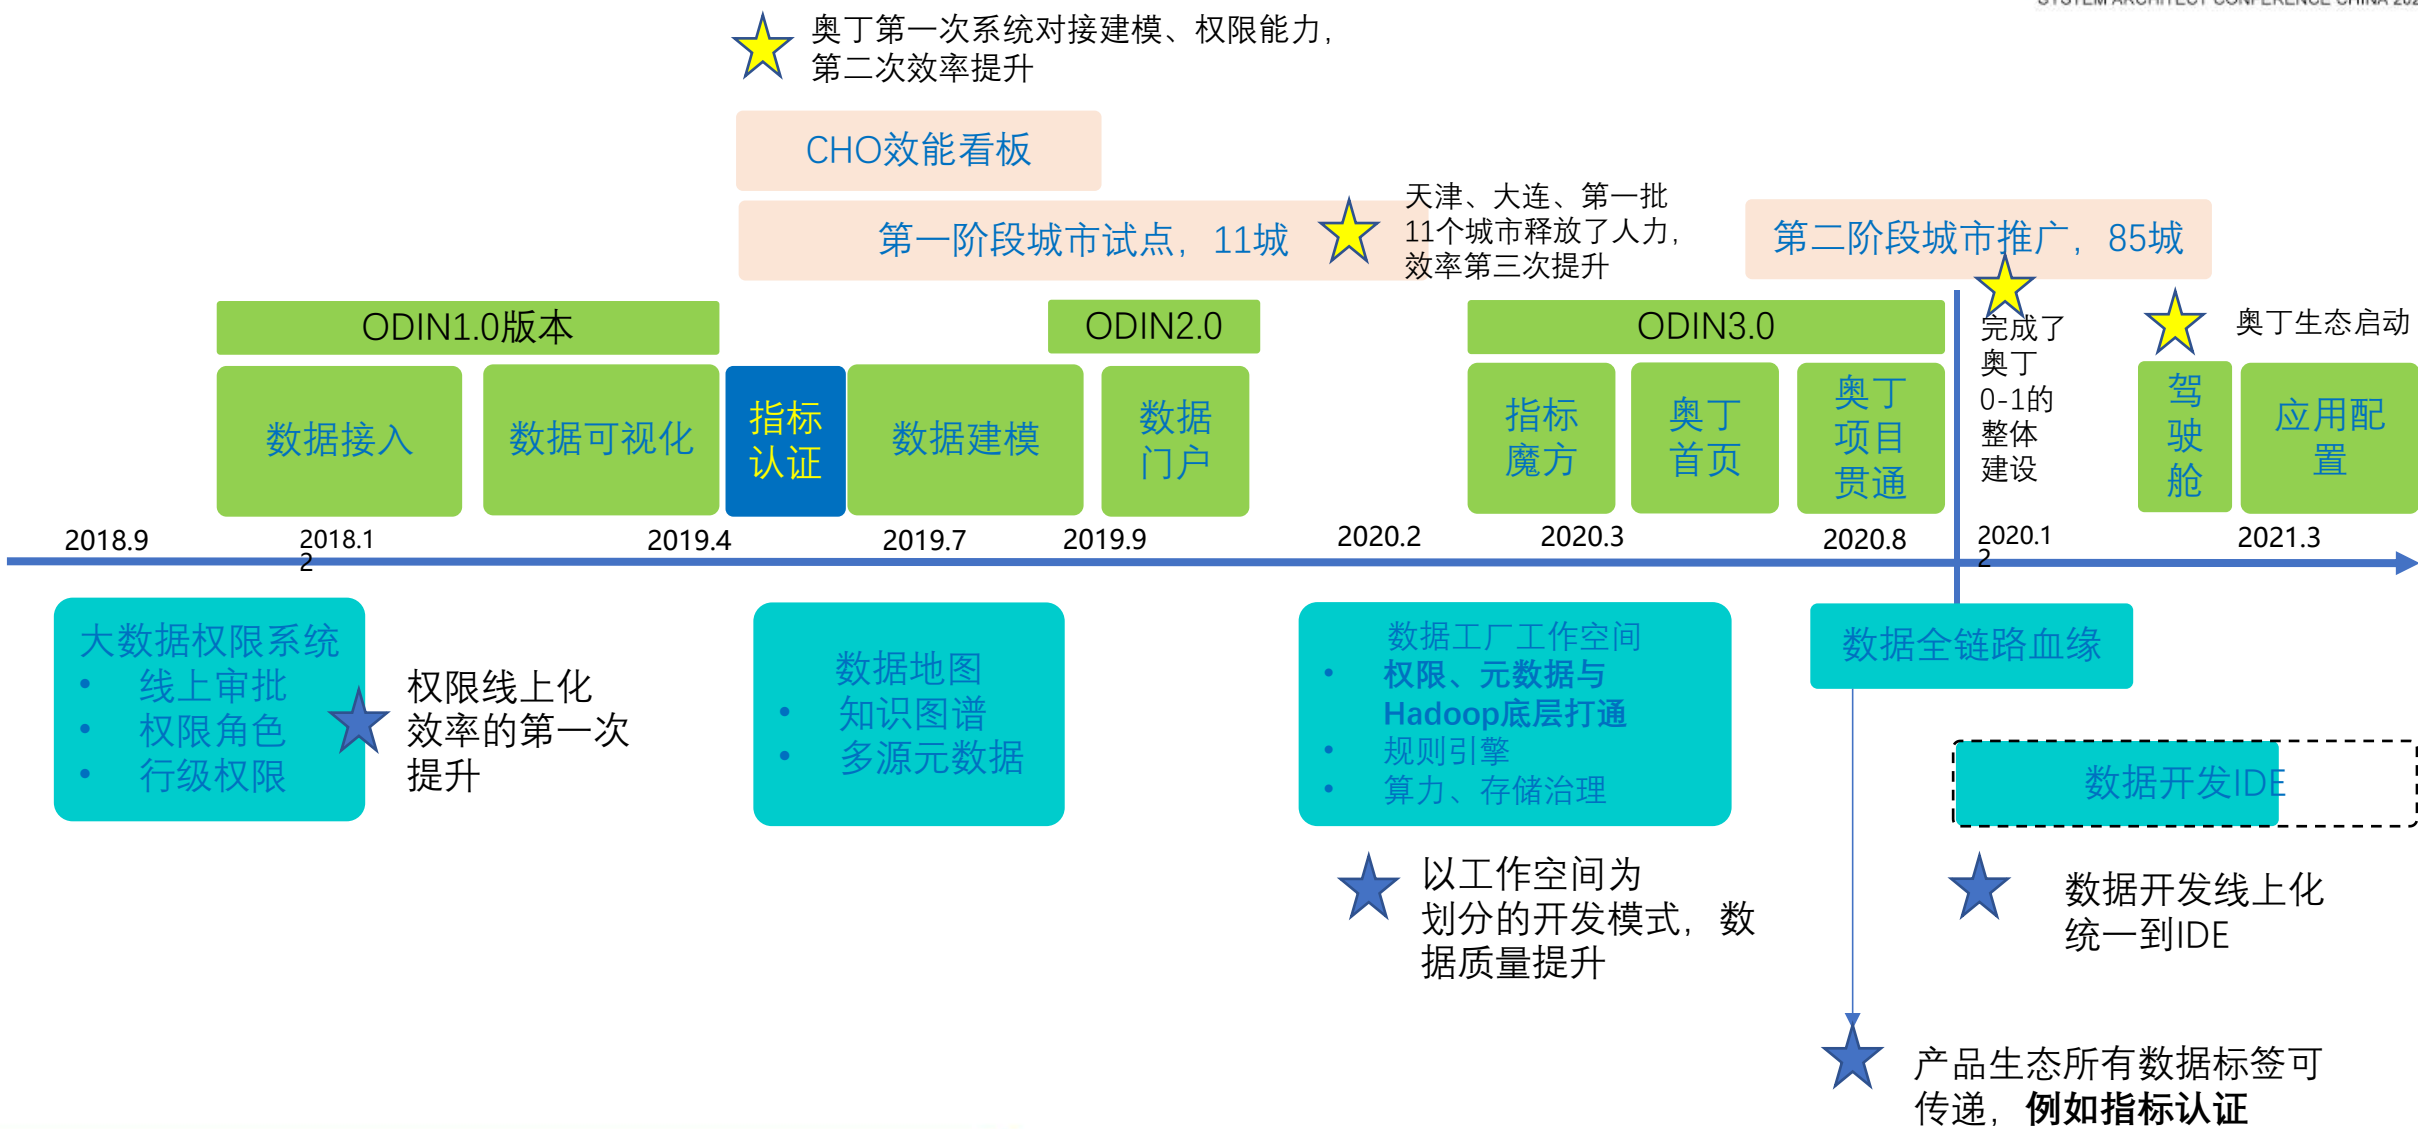 SYSTEM ARCHITECT CONFERENCE CHINA 202
奥丁第一次系统对接建模、权限能力，
第二次效率提升
CHO效能看板
第一阶段城市试点，11城
天津、大连、第一批
11个城市释放了人力，
效率第三次提升
第二阶段城市推广，85城
ODIN1.0版本
ODIN2.0
ODIN3.0
完成了
奥丁
0-1的
整体
建设
奥丁生态启动
数据接入
数据可视化
指标
认证
数据建模
数据
门户
指标
魔方
奥丁
首页
奥丁
项目
贯通
驾
驶
舱
应用配
置
2018.9
2018.1
2
2019.4
2019.7
2019.9
2020.2
2020.3
2020.8
2020.1
2
2021.3
大数据权限系统
• 线上审批
• 权限角色
• 行级权限
权限线上化
效率的第一次
提升
数据地图
• 知识图谱
• 多源元数据
数据工厂工作空间
• 权限、元数据与
Hadoop底层打通
• 规则引擎
• 算力、存储治理
数据全链路血缘
数据开发IDE
以工作空间为
划分的开发模式，数
据质量提升
数据开发线上化
统一到IDE
产品生态所有数据标签可
传递，例如指标认证